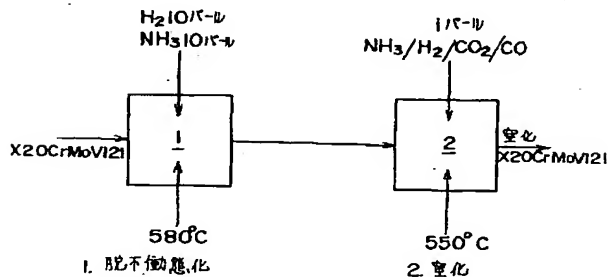 H₂10バール
NH₃10バール
1バール
NH₃/H₂/CO₂/CO
1
2
X20CrMoV121
窒化
X20CrMoV121
580°C
550°C
1. 脱不働態化
2. 窒化